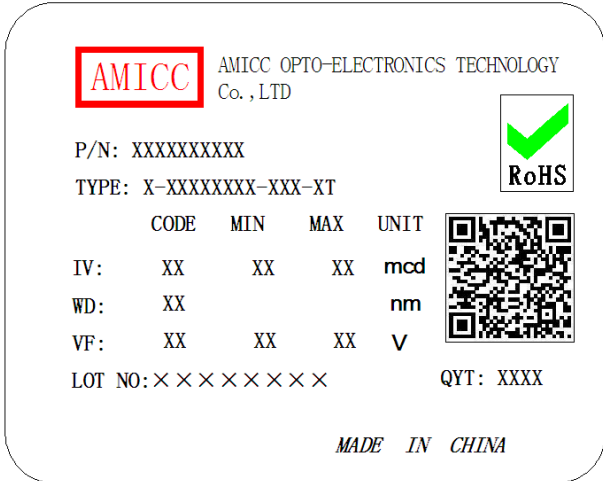 AMICC
AMICC OPTO-ELECTRONICS TECHNOLOGY
Co.,LTD
RoHS
P/N: XXXXXXXXXX
TYPE: X-XXXXXXXX-XXX-XT
CODE MIN MAX UNIT
IV: XX XX XX mcd
WD: XX nm
VF: XX XX XX V
LOT NO:××××××××
QYT: XXXX
MADE IN CHINA